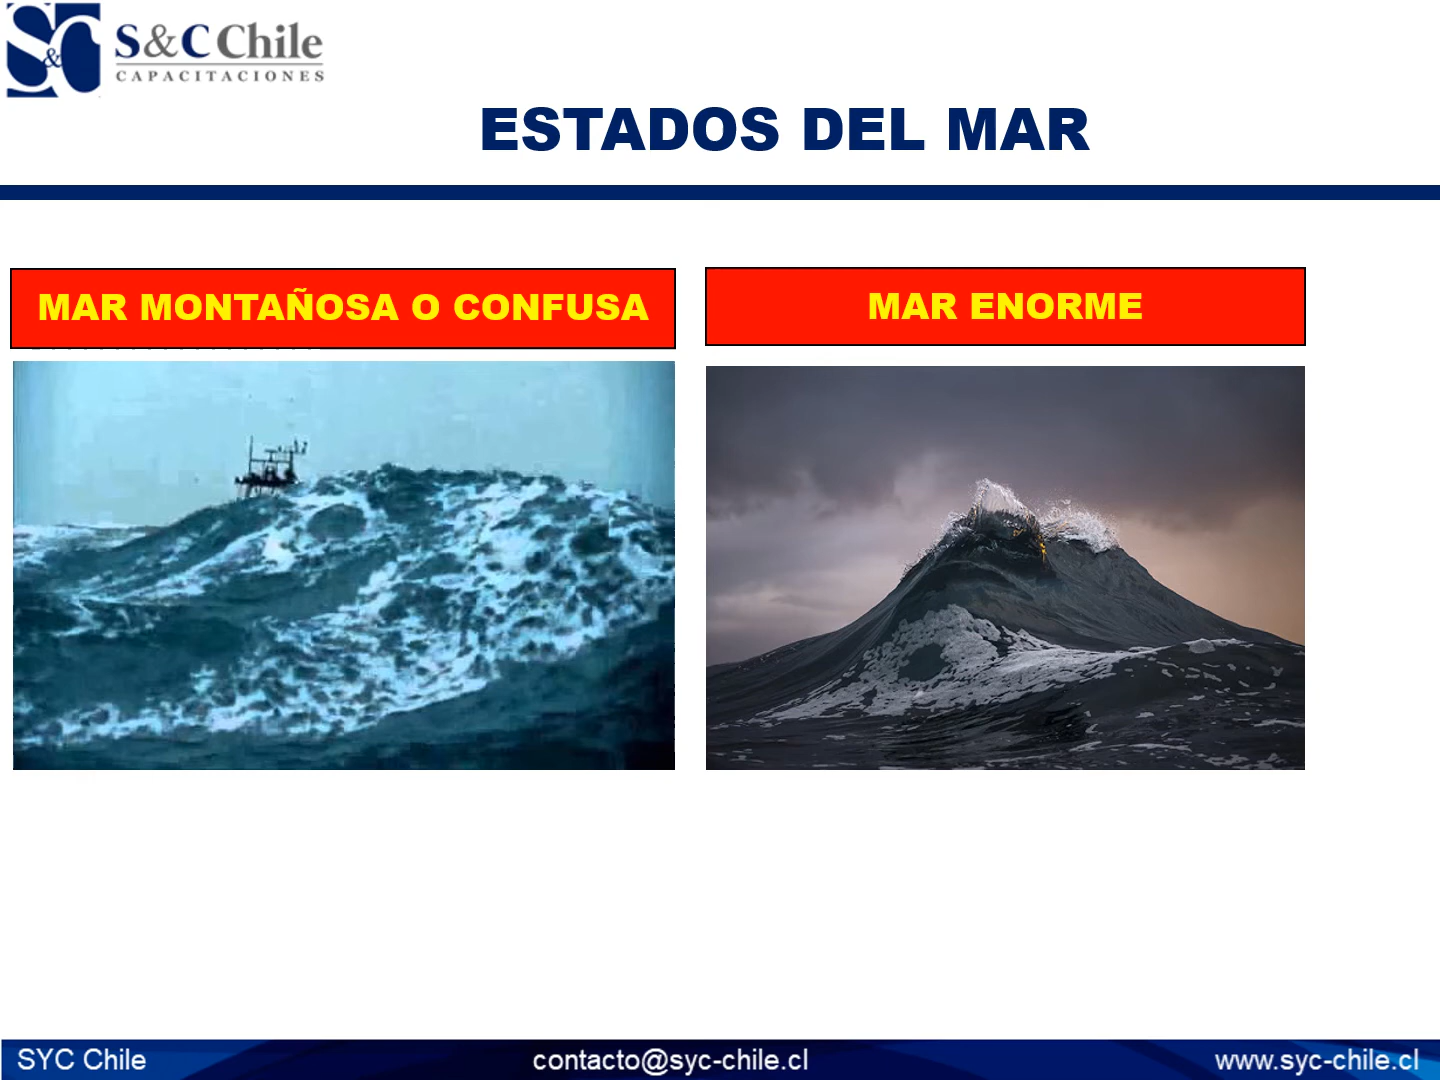 S&C Chile
CAPACITACIONES
ESTADOS DEL MAR
MAR MONTAÑOSA O CONFUSA
MAR ENORME
SYC Chile
contacto@syc-chile.cl
www.syc-chile.cl